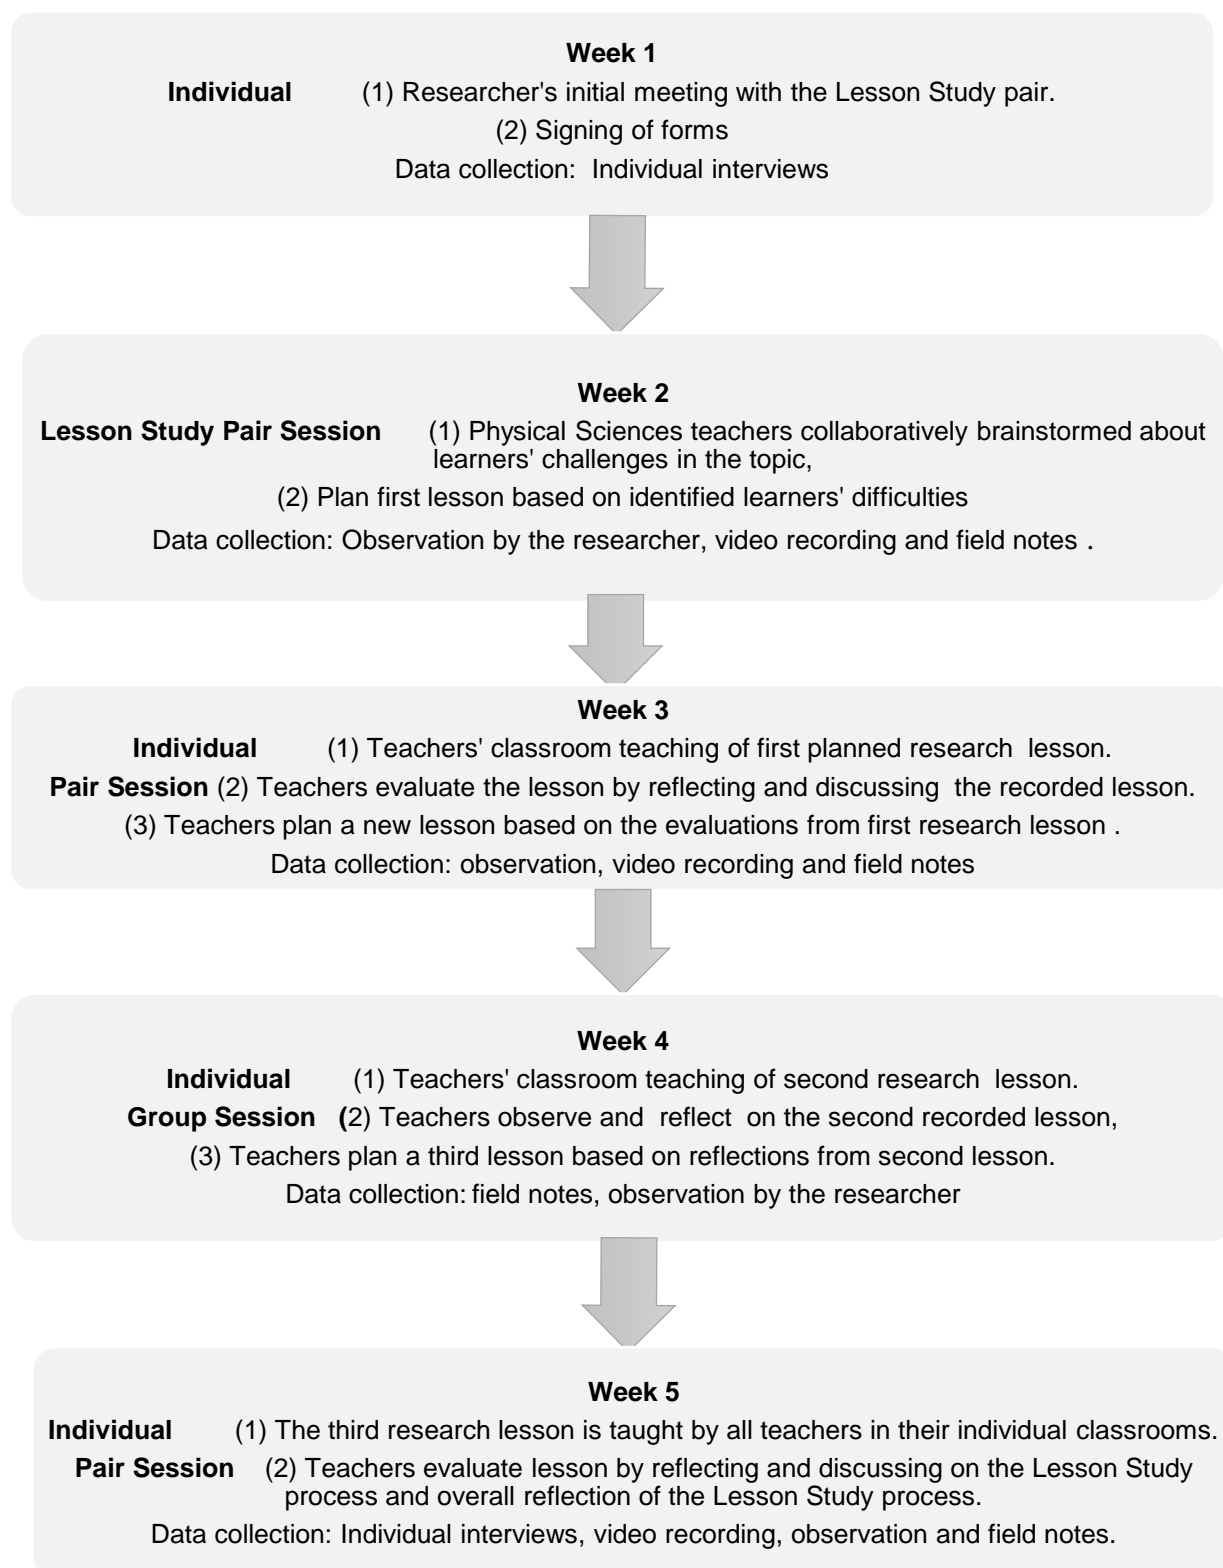 Week 1
Individual (1) Researcher's initial meeting with the Lesson Study pair.
(2) Signing of forms
Data collection: Individual interviews
Week 2
Lesson Study Pair Session (1) Physical Sciences teachers collaboratively brainstormed about
learners' challenges in the topic,
(2) Plan first lesson based on identified learners' difficulties
Data collection: Observation by the researcher, video recording and field notes .
Week 3
Individual (1) Teachers' classroom teaching of first planned research lesson.
Pair Session (2) Teachers evaluate the lesson by reflecting and discussing the recorded lesson.
(3) Teachers plan a new lesson based on the evaluations from first research lesson .
Data collection: observation, video recording and field notes
Week 4
Individual (1) Teachers' classroom teaching of second research lesson.
Group Session (2) Teachers observe and reflect on the second recorded lesson,
(3) Teachers plan a third lesson based on reflections from second lesson.
Data collection: field notes, observation by the researcher
Week 5
Individual (1) The third research lesson is taught by all teachers in their individual classrooms.
Pair Session (2) Teachers evaluate lesson by reflecting and discussing on the Lesson Study
process and overall reflection of the Lesson Study process.
Data collection: Individual interviews, video recording, observation and field notes.